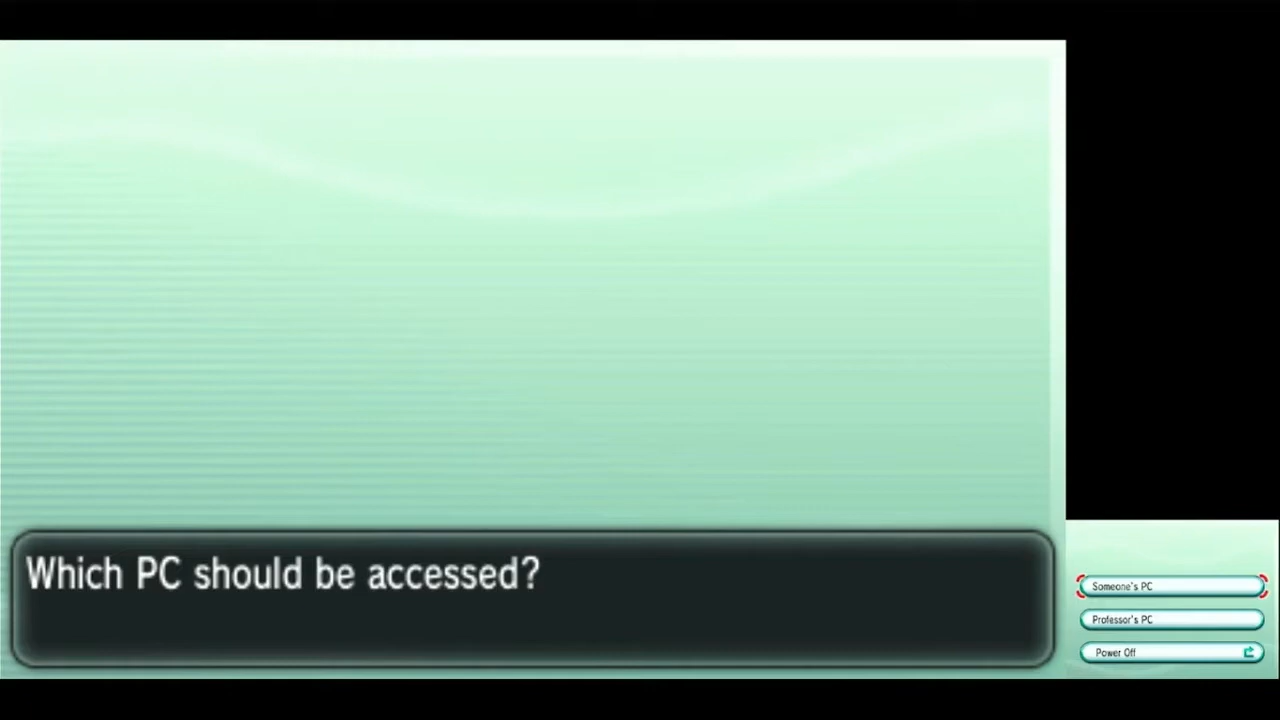 Which PC should be accessed?
Someone's PC
Professor's PC
Power Off